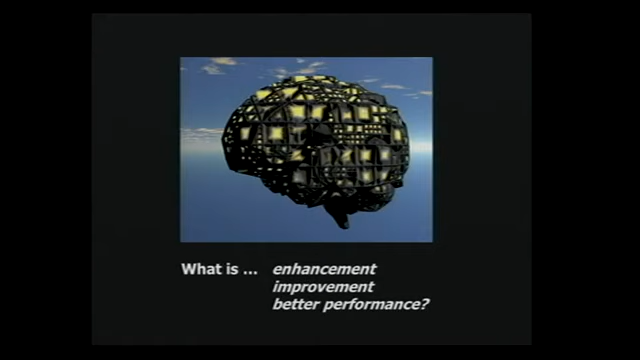 What is ... enhancement
improvement
better performance?